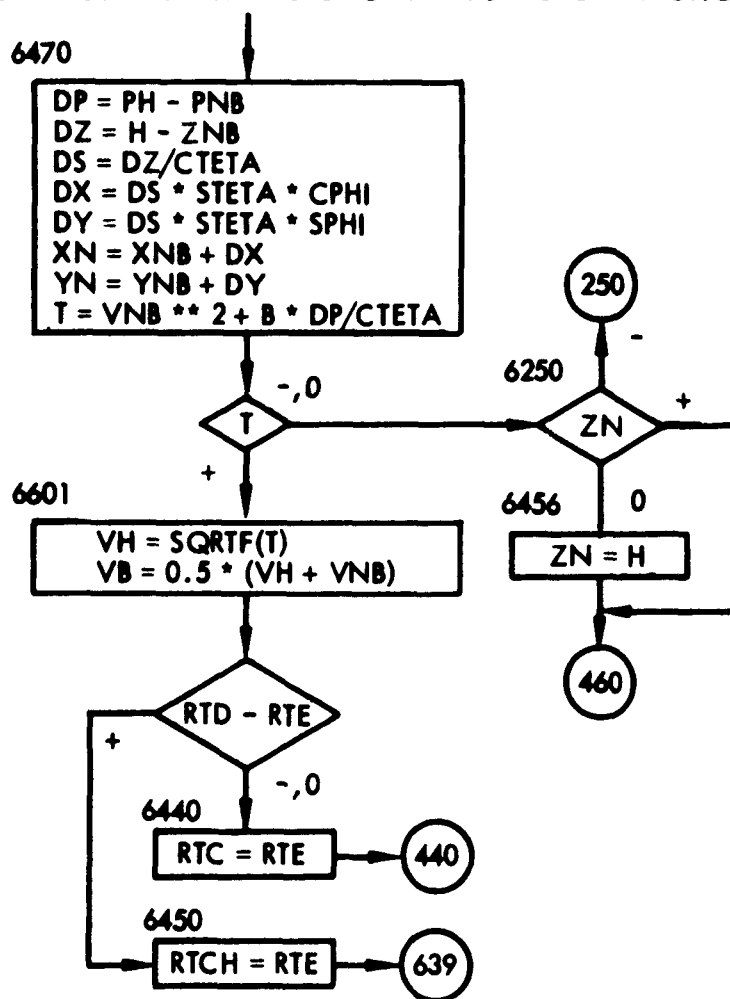 6470
DP = PH - PNB
DZ = H - ZNB
DS = DZ/CTETA
DX = DS * STETA * CPHI
DY = DS * STETA * SPHI
XN = XNB + DX
YN = YNB + DY
T = VNB ** 2 + B * DP/CTETA
250
-
-,0
6250
T
ZN
+
+
6601
6456
0
VH = SQRTF(T)
VB = 0.5 * (VH + VNB)
ZN = H
460
RTD - RTE
+
-,0
6440
RTC = RTE
440
6450
RTCH = RTE
639